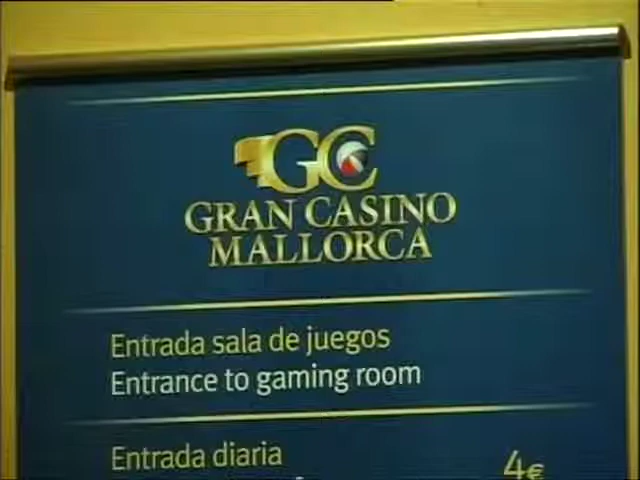 GC
GRAN CASINO
MALLORCA
Entrada sala de juegos
Entrance to gaming room
Entrada diaria
4€